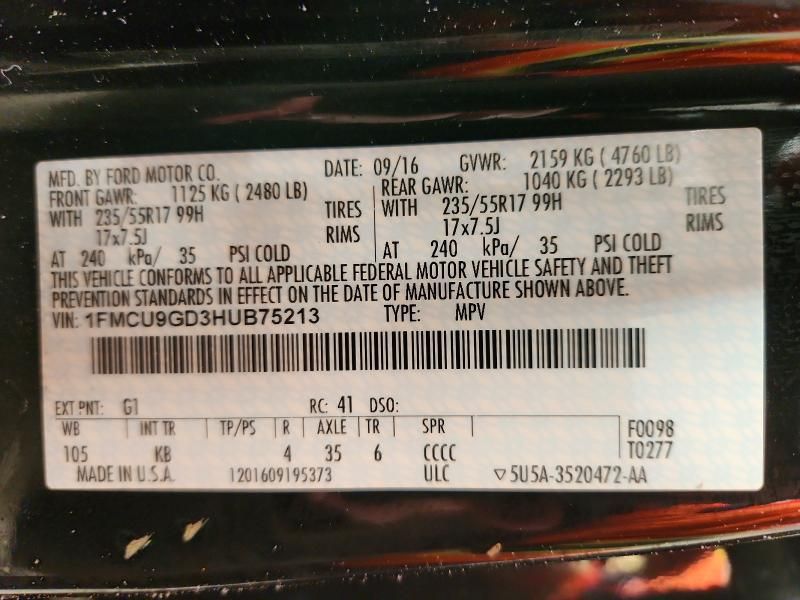 MFD. BY FORD MOTOR CO. DATE: 09/16 GVWR: 2159 KG ( 4760 LB)
FRONT GAWR: 1125 KG ( 2480 LB) REAR GAWR: 1040 KG ( 2293 LB)
WITH 235/55R17 99H TIRES WITH 235/55R17 99H TIRES
17x7.5J RIMS 17x7.5J RIMS
AT 240 kPa/ 35 PSI COLD AT 240 kPa/ 35 PSI COLD
THIS VEHICLE CONFORMS TO ALL APPLICABLE FEDERAL MOTOR VEHICLE SAFETY AND THEFT
PREVENTION STANDARDS IN EFFECT ON THE DATE OF MANUFACTURE SHOWN ABOVE.
VIN: 1FMCU9GD3HUB75213 TYPE: MPV
EXT PNT: G1 RC: 41 DSO:
WB INT TR TP/PS R AXLE TR SPR F0098
105 KB 4 35 6 CCCC T0277
MADE IN U.S.A. 1201609195373 ULC ▽5U5A-3520472-AA